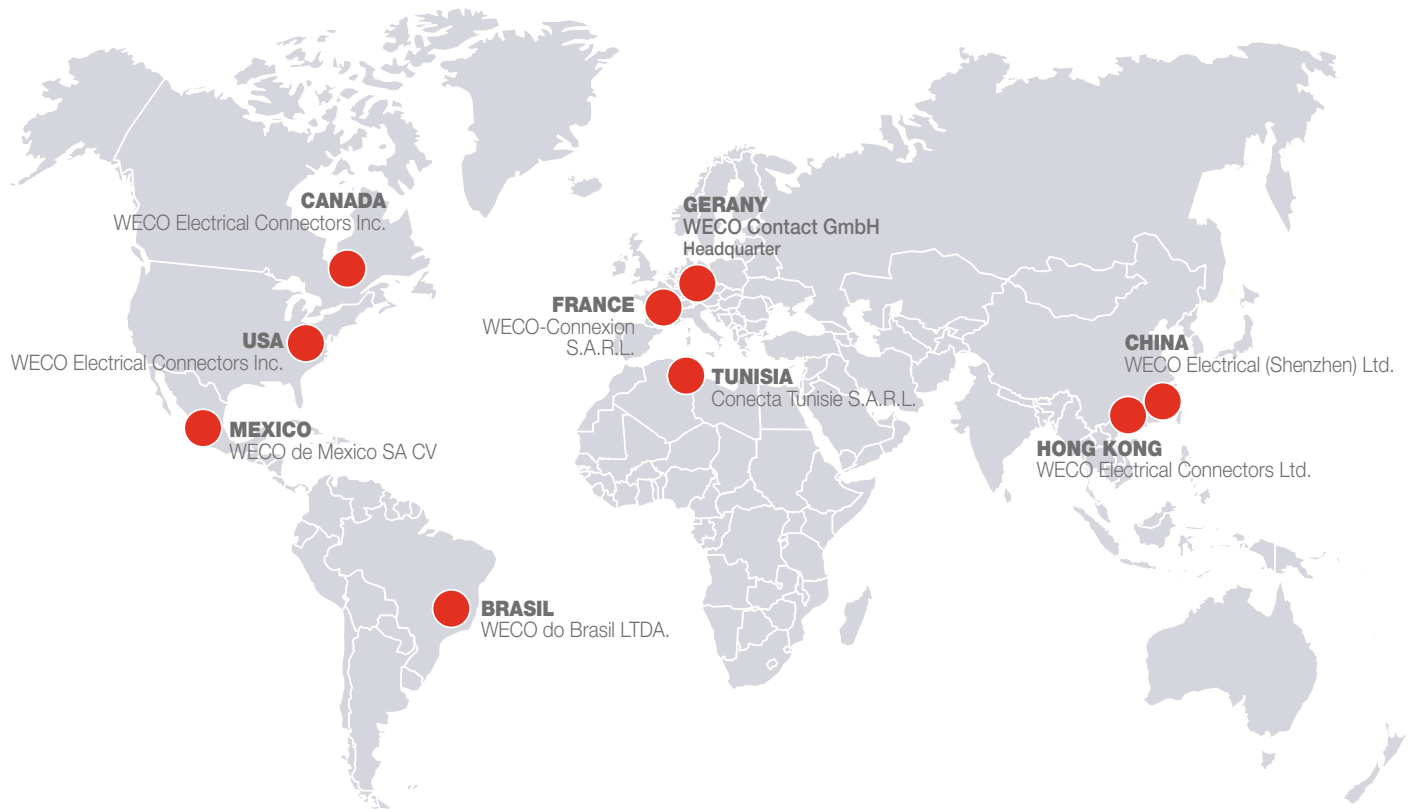 CANADA
WECO Electrical Connectors Inc.
USA
WECO Electrical Connectors Inc.
MEXICO
WECO de Mexico SA CV
BRASIL
WECO do Brasil LTDA.
GERANY
WECO Contact GmbH
Headquarter
FRANCE
WECO-Connexion
S.A.R.L.
TUNISIA
Conecta Tunisie S.A.R.L.
CHINA
WECO Electrical (Shenzhen) Ltd.
HONG KONG
WECO Electrical Connectors Ltd.